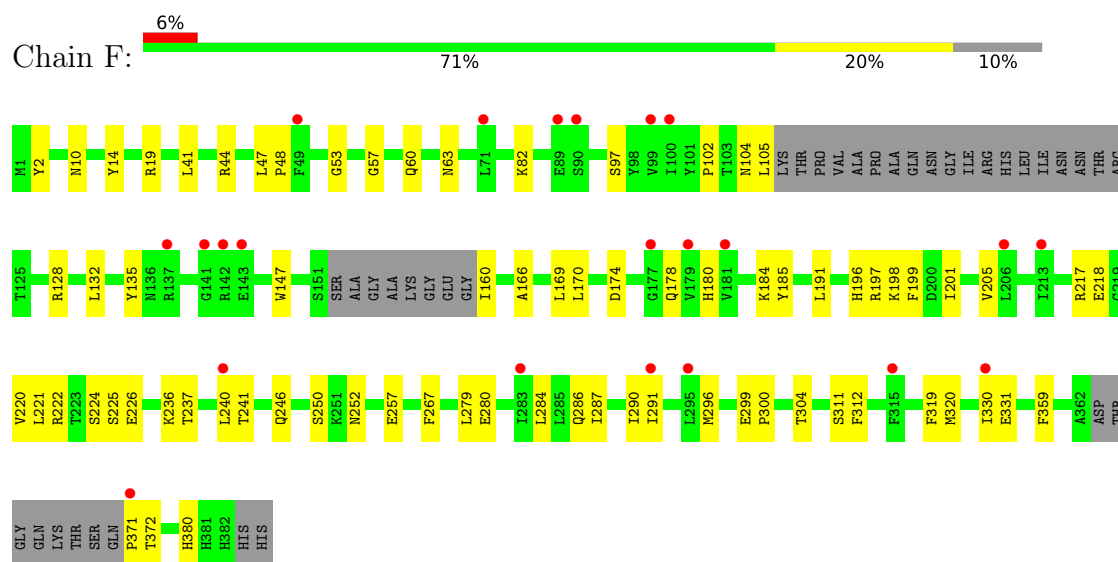 6%
Chain F:
71% 20% 10%
M1 Y2 N10 Y14 R19 L41 R44 L47 P48 F49 G53 G57 Q60 N63 L71 K82 E89 S90 S97 Y98 V99 I100 Y101 P102 T103 N104 L105 LYS THR PRO VAL ALA PRO ALA GLN ASN GLY ILE ARG HIS LEU ILE ASN ASN THR ARG
T125 R128 L132 Y135 N136 R137 G141 R142 E143 W147 S151 SER ALA GLY ALA LYS GLY GLU GLY I160 A166 L169 L170 D174 G177 Q178 V179 H180 V181 K184 Y185 L191 H196 R197 K198 F199 D200 I201 V205 L206 I213 R217 E218 G219
V220 L221 R222 T223 S224 S225 E226 K236 T237 L240 T241 Q246 S250 K251 N252 E257 F267 L279 E280 I283 L284 L285 Q286 I287 I290 I291 L295 M296 E299 P300 T304 S311 F312 F315 F319 M320 I330 E331 F359 A362 ASP THR
GLY GLN LYS THR SER GLN P371 T372 H380 H381 H382 HIS HIS